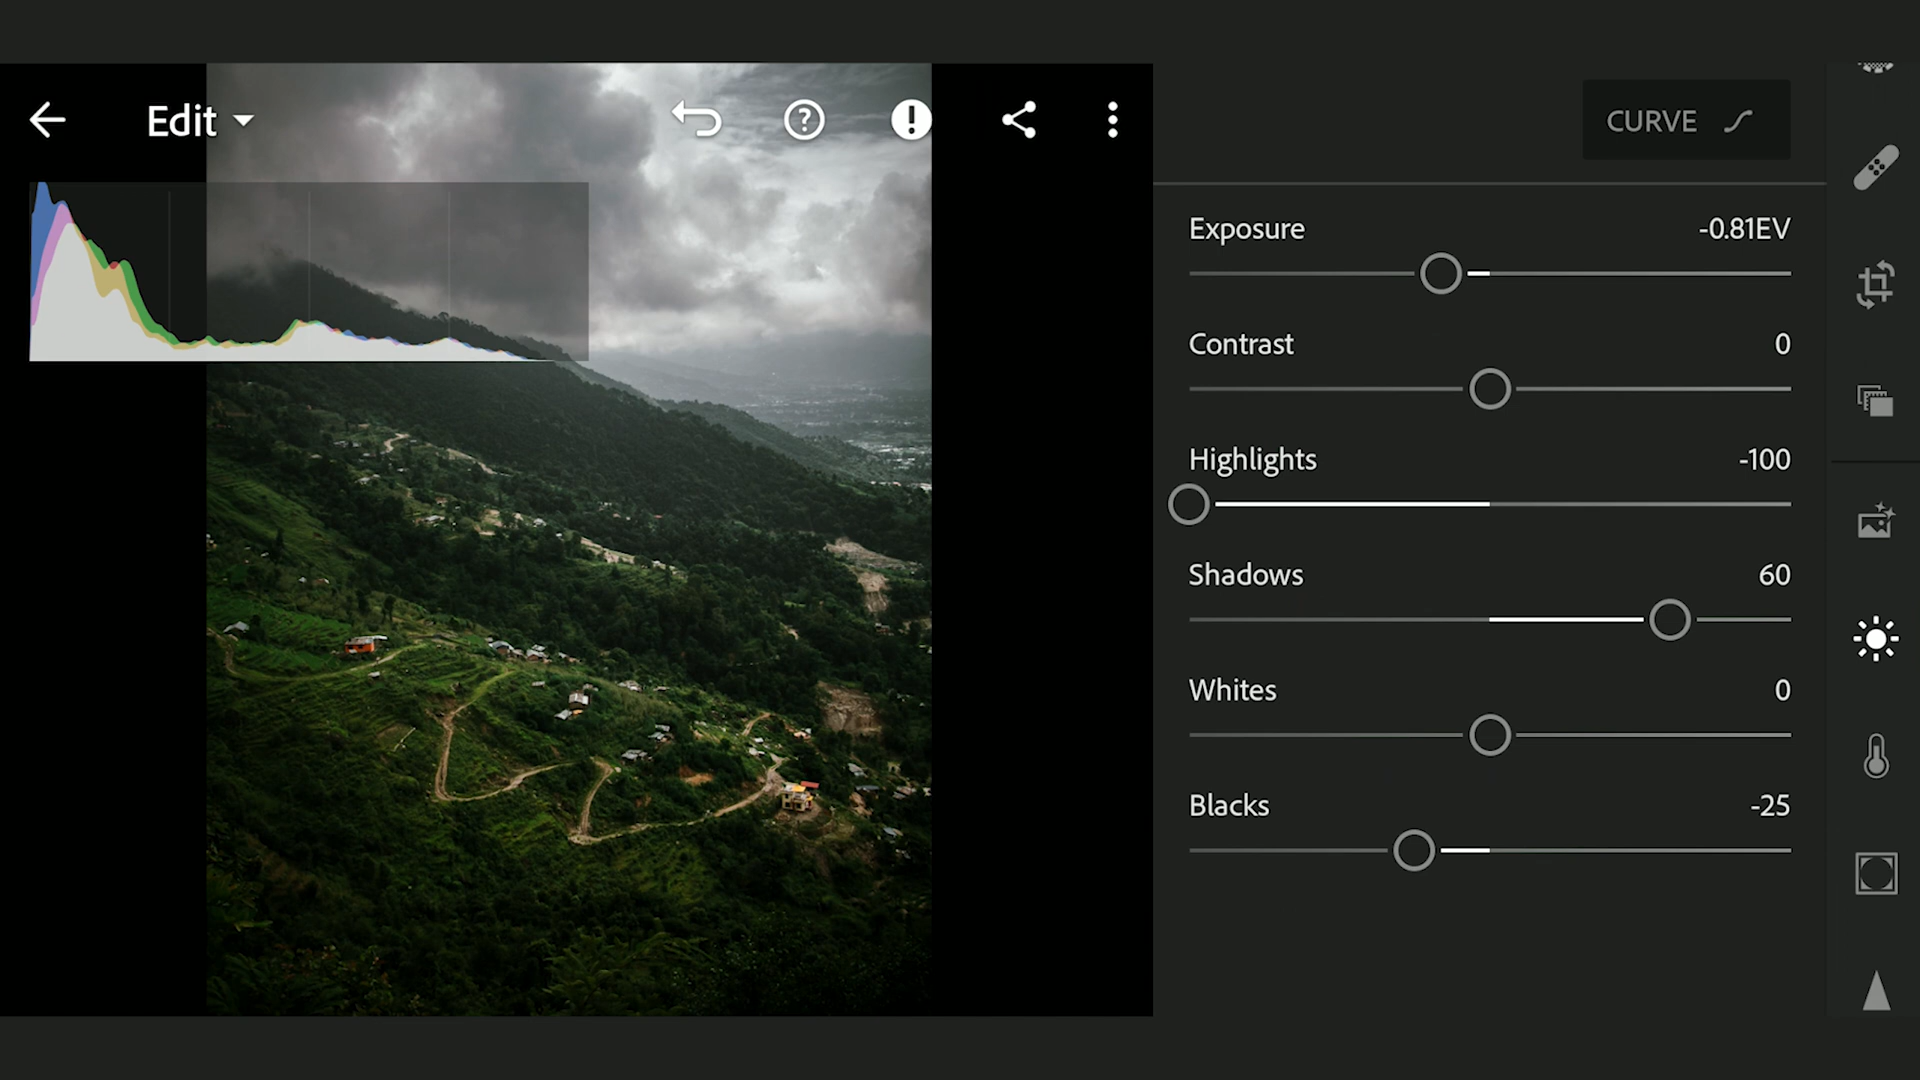 Edit
CURVE
Exposure -0.81EV
Contrast 0
Highlights -100
Shadows 60
Whites 0
Blacks -25